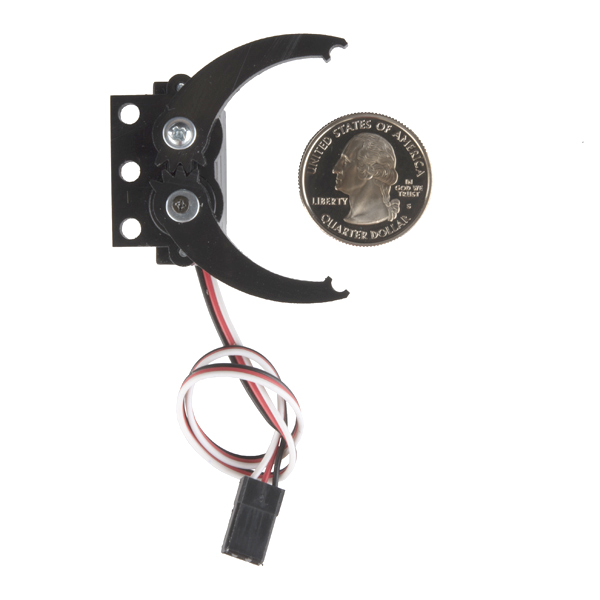 UNITED STATES OF AMERICA
LIBERTY
IN
GOD WE
TRUST
S
QUARTER DOLLAR